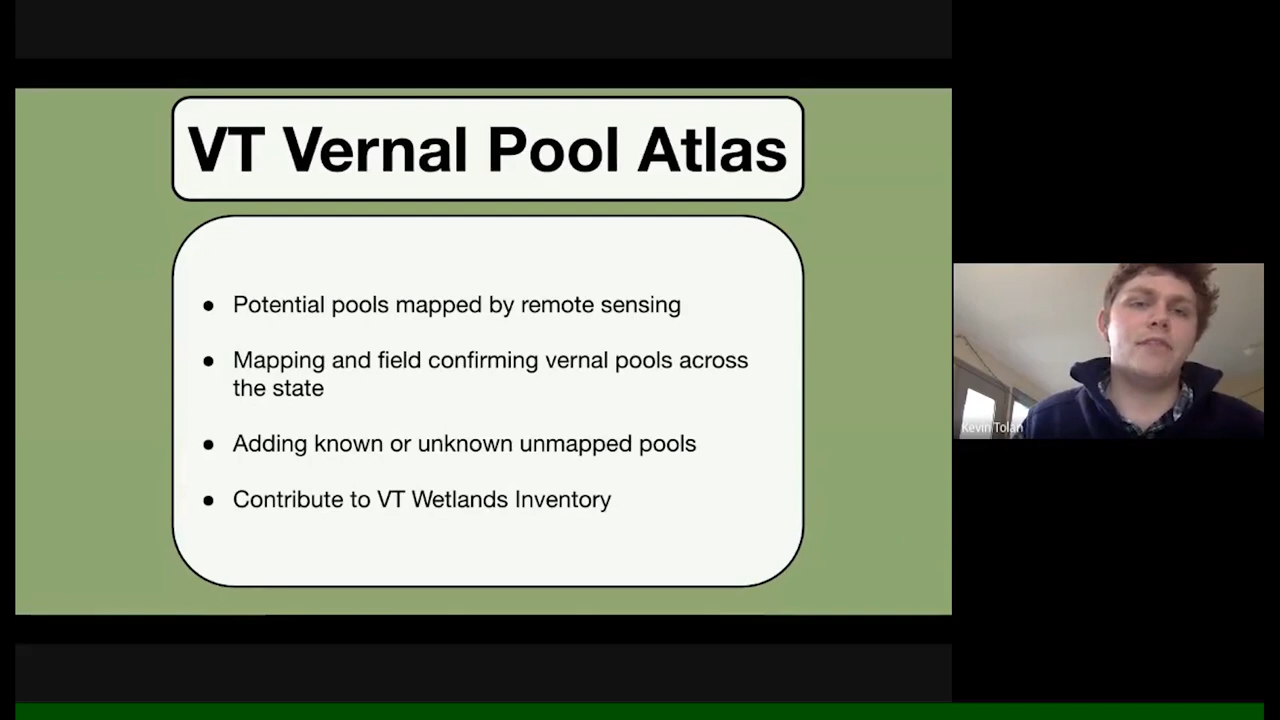 VT Vernal Pool Atlas
● Potential pools mapped by remote sensing
● Mapping and field confirming vernal pools across
the state
● Adding known or unknown unmapped pools
● Contribute to VT Wetlands Inventory
Kevin Tolan